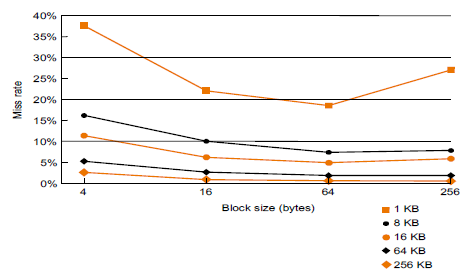 40%
35%
30%
25%
20%
15%
10%
5%
0%
Miss rate
4
16
64
256
Block size (bytes)
1 KB
8 KB
16 KB
64 KB
256 KB